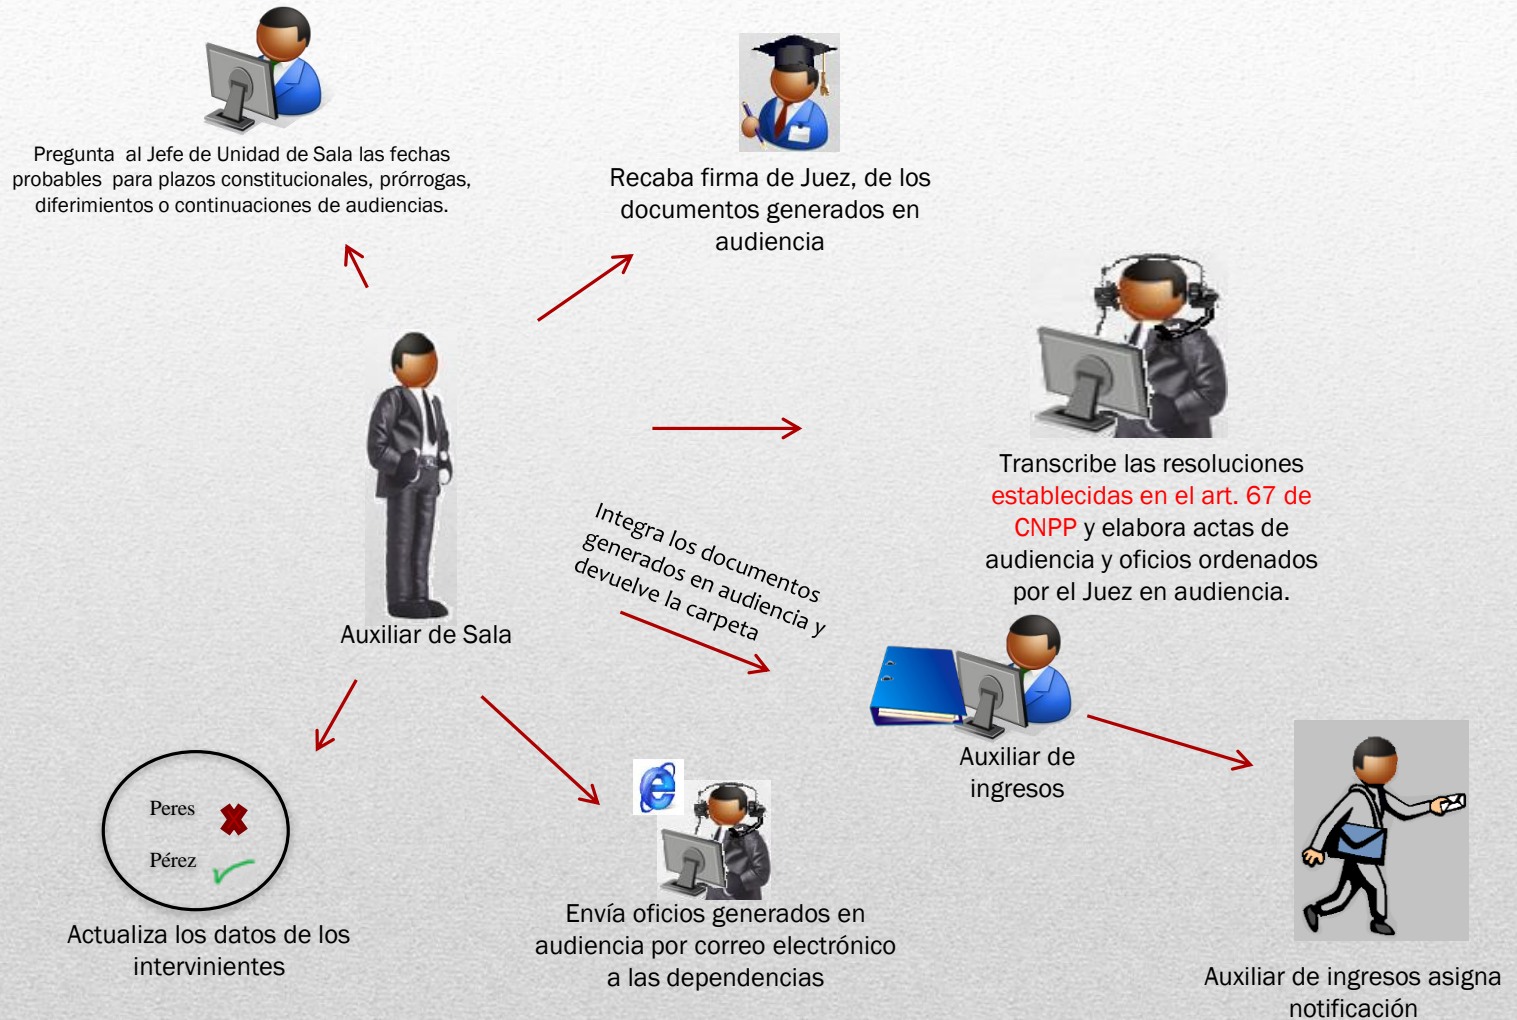 Pregunta al Jefe de Unidad de Sala las fechas
probables para plazos constitucionales, prórrogas,
diferimientos o continuaciones de audiencias.
Recaba firma de Juez, de los
documentos generados en
audiencia
Transcribe las resoluciones
establecidas en el art. 67 de
CNPP y elabora actas de
audiencia y oficios ordenados
por el Juez en audiencia.
Integra los documentos
generados en audiencia y
devuelve la carpeta
Auxiliar de Sala
Auxiliar de
ingresos
Peres
Pérez
Actualiza los datos de los
intervinientes
Envía oficios generados en
audiencia por correo electrónico
a las dependencias
Auxiliar de ingresos asigna
notificación